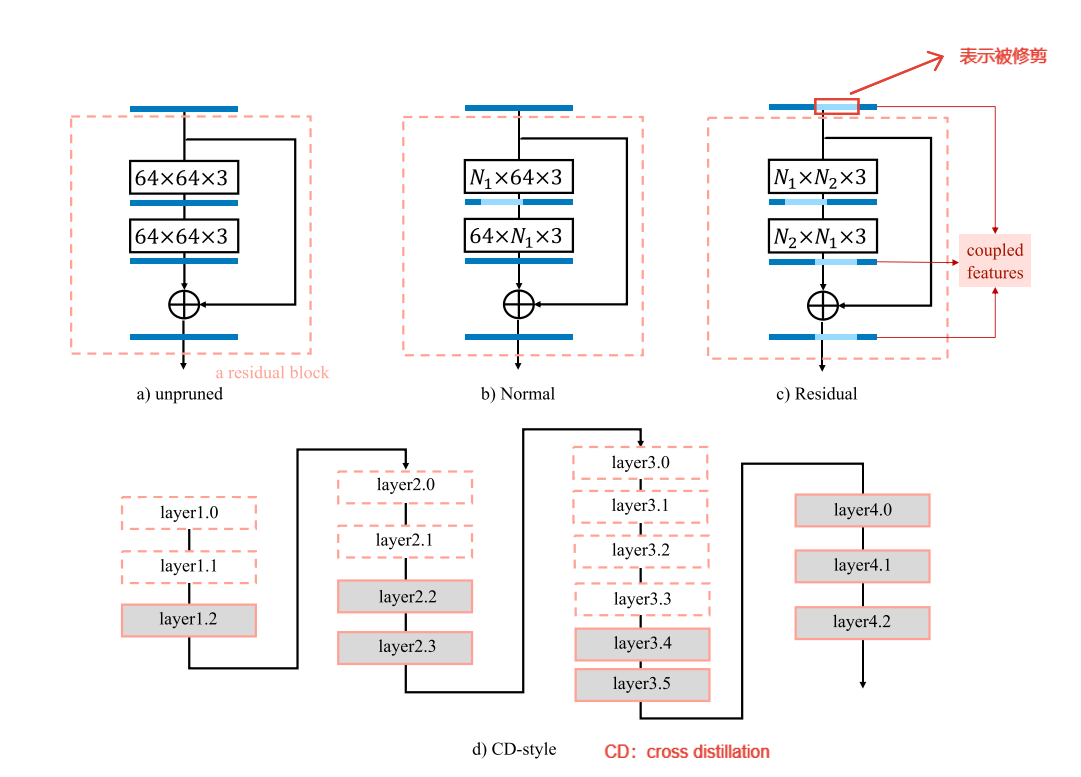 表示被修剪
64×64×3
64×64×3
N₁×64×3
64×N₁×3
N₁×N₂×3
N₂×N₁×3
coupled
features
a residual block
a) unpruned
b) Normal
c) Residual
layer1.0
layer1.1
layer1.2
layer2.0
layer2.1
layer2.2
layer2.3
layer3.0
layer3.1
layer3.2
layer3.3
layer3.4
layer3.5
layer4.0
layer4.1
layer4.2
d) CD-style
CD：cross distillation